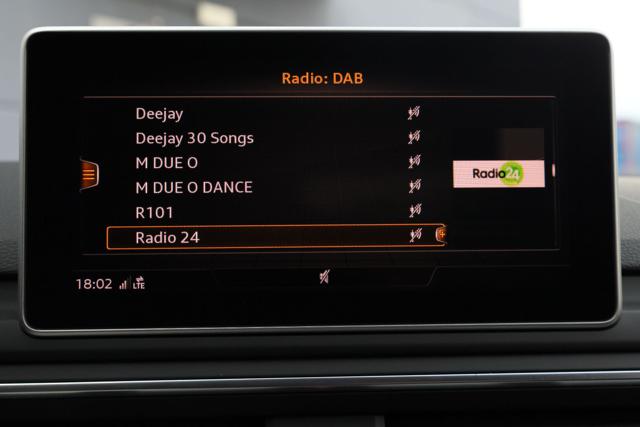 Radio: DAB
Deejay
Deejay 30 Songs
M DUE O
M DUE O DANCE
R101
Radio 24
Radio24
18:02 LTE